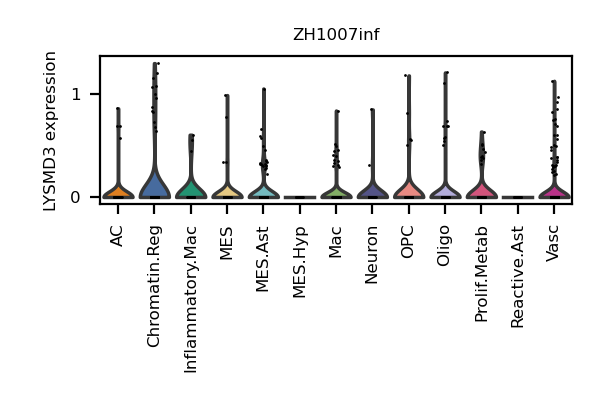 ZH1007inf
LYSMD3 expression
1
0
AC
Chromatin.Reg
Inflammatory.Mac
MES
MES.Ast
MES.Hyp
Mac
Neuron
OPC
Oligo
Prolif.Metab
Reactive.Ast
Vasc